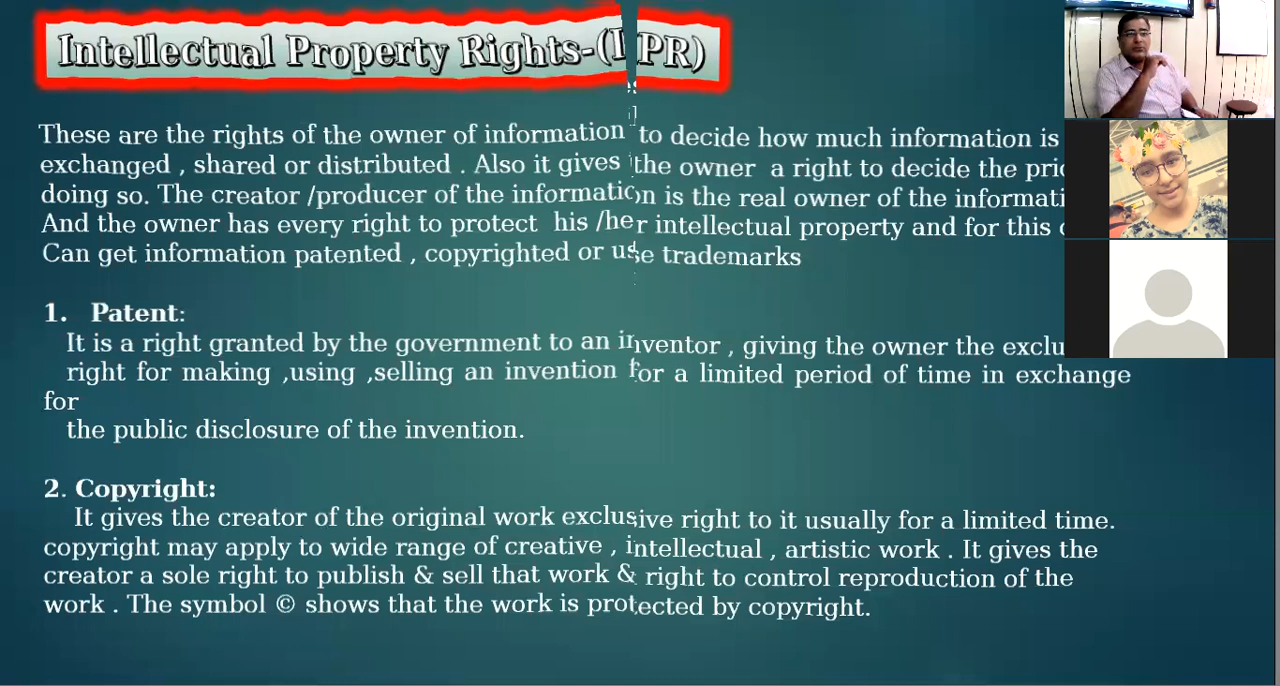 Intellectual Property Rights-(IPR)
These are the rights of the owner of information to decide how much information is
exchanged , shared or distributed . Also it gives the owner a right to decide the
doing so. The creator /producer of the information is the real owner of the
And the owner has every right to protect his /her intellectual property and for this
Can get information patented , copyrighted or use trademarks
1. Patent:
It is a right granted by the government to an inventor , giving the owner the
right for making ,using ,selling an invention for a limited period of time in exchange
for
the public disclosure of the invention.
2. Copyright:
It gives the creator of the original work exclusive right to it usually for a limited time.
copyright may apply to wide range of creative , intellectual , artistic work . It gives the
creator a sole right to publish & sell that work & right to control reproduction of the
work . The symbol © shows that the work is protected by copyright.